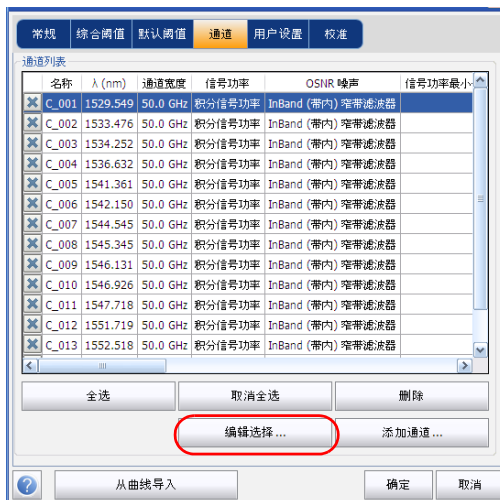 常规 综合阈值 默认阈值 通道 用户设置 校准
通道列表
名称 λ (nm) 通道宽度 信号功率 OSNR 噪声 信号功率最小
C_001 1529.549 50.0 GHz 积分信号功率 InBand (带内) 窄带滤波器
C_002 1533.476 50.0 GHz 积分信号功率 InBand (带内) 窄带滤波器
C_003 1534.252 50.0 GHz 积分信号功率 InBand (带内) 窄带滤波器
C_004 1536.632 50.0 GHz 积分信号功率 InBand (带内) 窄带滤波器
C_005 1541.361 50.0 GHz 积分信号功率 InBand (带内) 窄带滤波器
C_006 1542.150 50.0 GHz 积分信号功率 InBand (带内) 窄带滤波器
C_007 1544.545 50.0 GHz 积分信号功率 InBand (带内) 窄带滤波器
C_008 1545.345 50.0 GHz 积分信号功率 InBand (带内) 窄带滤波器
C_009 1546.131 50.0 GHz 积分信号功率 InBand (带内) 窄带滤波器
C_010 1546.926 50.0 GHz 积分信号功率 InBand (带内) 窄带滤波器
C_011 1547.718 50.0 GHz 积分信号功率 InBand (带内) 窄带滤波器
C_012 1551.719 50.0 GHz 积分信号功率 InBand (带内) 窄带滤波器
C_013 1552.518 50.0 GHz 积分信号功率 InBand (带内) 窄带滤波器
全选 取消全选 删除
编辑选择 ... 添加通道 ...
? 从曲线导入 确定 取消